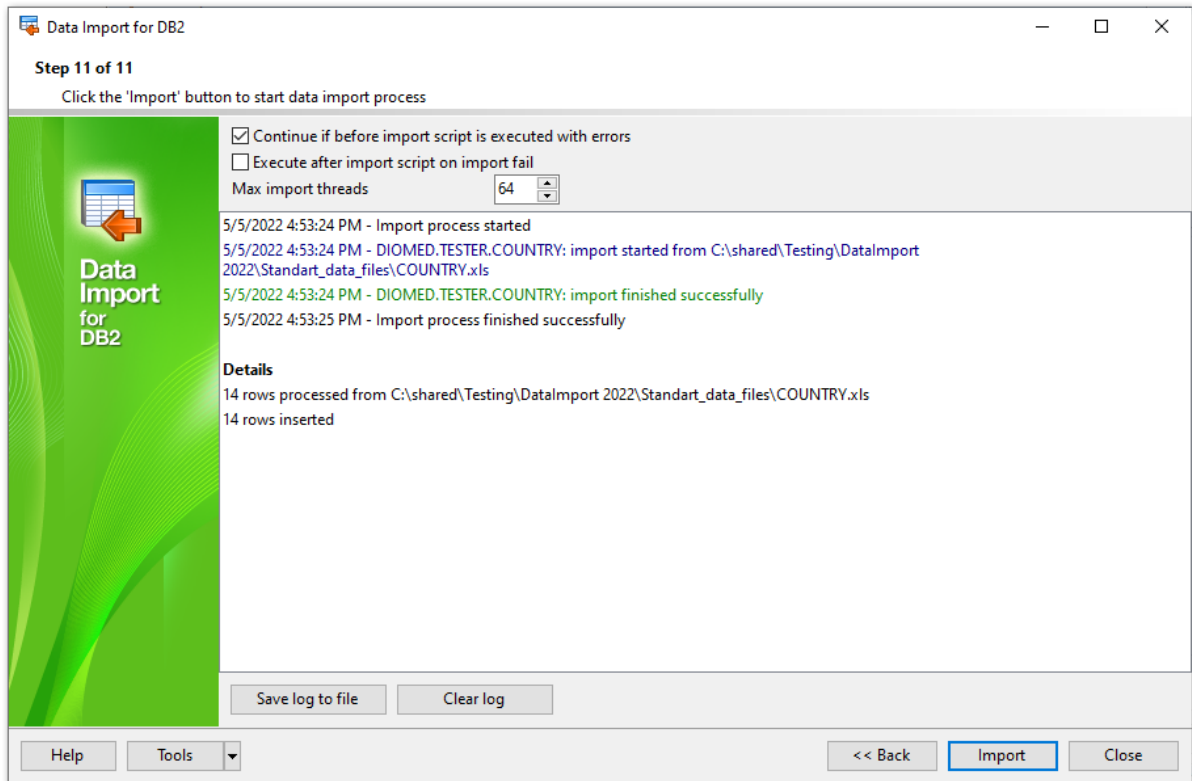 Data Import for DB2
Step 11 of 11
Click the 'Import' button to start data import process
Data
Import
for
DB2
Continue if before import script is executed with errors
Execute after import script on import fail
Max import threads 64
5/5/2022 4:53:24 PM - Import process started
5/5/2022 4:53:24 PM - DIOMED.TESTER.COUNTRY: import started from C:\shared\Testing\DataImport
2022\Standart_data_files\COUNTRY.xls
5/5/2022 4:53:24 PM - DIOMED.TESTER.COUNTRY: import finished successfully
5/5/2022 4:53:25 PM - Import process finished successfully
Details
14 rows processed from C:\shared\Testing\DataImport 2022\Standart_data_files\COUNTRY.xls
14 rows inserted
Save log to file Clear log
Help Tools << Back Import Close